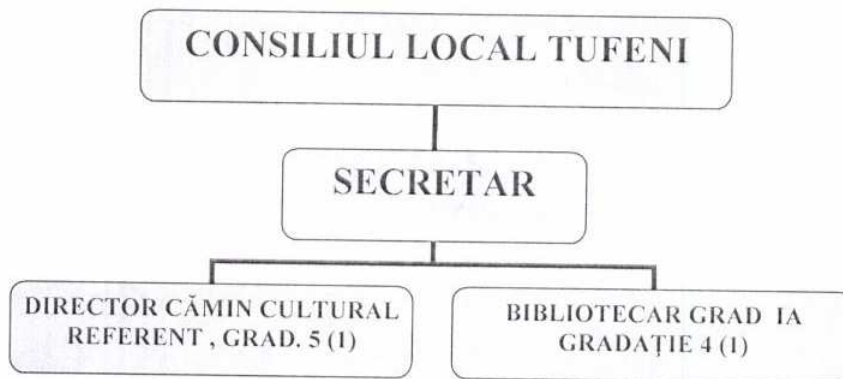 CONSILIUL LOCAL TUFENI
SECRETAR
DIRECTOR CĂMIN CULTURAL
REFERENT , GRAD. 5 (1)
BIBLIOTECAR GRAD IA
GRADAȚIE 4 (1)